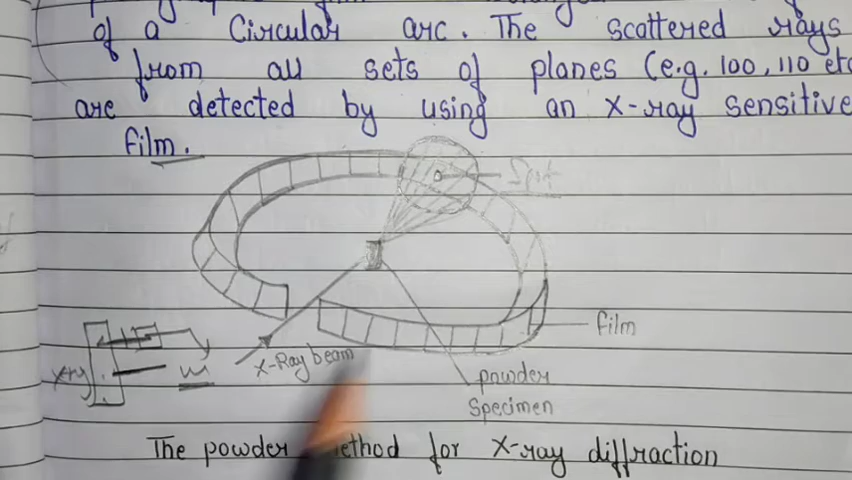 of a Circular arc. The scattered rays
from all sets of planes (e.g. 100, 110 etc
are detected by using an X-ray sensitive
film.
Spot
film
X-Ray beam
powder
Specimen
The powder method for X-ray diffraction